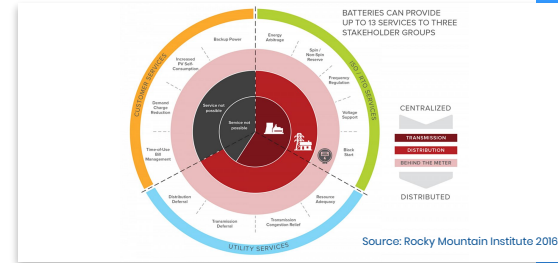 BATTERIES CAN PROVIDE
UP TO 13 SERVICES TO THREE
STAKEHOLDER GROUPS
CUSTOMER SERVICES
ISO / RTO SERVICES
UTILITY SERVICES
Backup Power
Increased
PV Self-
Consumption
Demand
Charge
Reduction
Time-of-Use
Bill
Management
Energy
Arbitrage
Spin /
Non-Spin
Reserve
Frequency
Regulation
Voltage
Support
Black
Start
Resource
Adequacy
Transmission
Congestion Relief
Transmission
Deferral
Distribution
Deferral
Service not
possible
Service not
possible
CENTRALIZED
TRANSMISSION
DISTRIBUTION
BEHIND THE METER
DISTRIBUTED
Source: Rocky Mountain Institute 2016